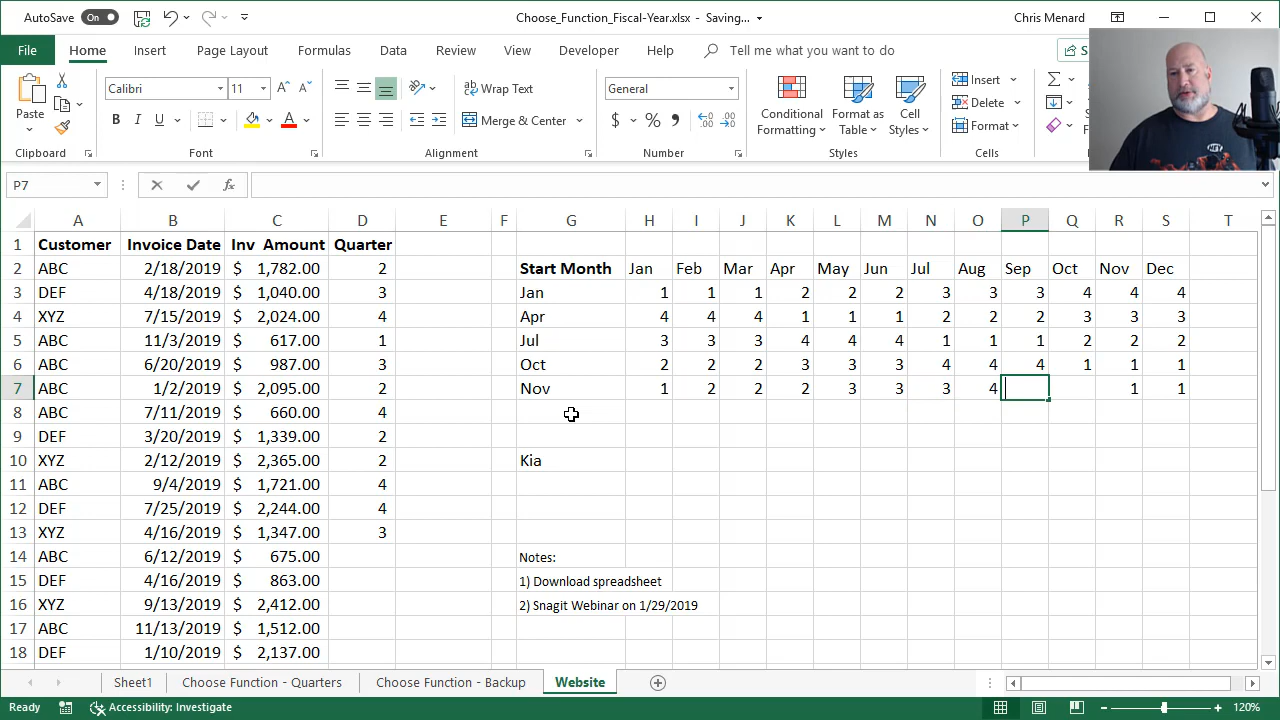 AutoSave On Choose_Function_Fiscal-Year.xlsx - Saving... Chris Menard
File Home Insert Page Layout Formulas Data Review View Developer Help Tell me what you want to do S
Paste Calibri 11 A A Wrap Text General Conditional Formatting Format as Table Cell Styles Insert
B I U A Merge & Center $ % Delete
Format
Clipboard Font Alignment Number Styles Cells
P7 fx
A B C D E F G H I J K L M N O P Q R S T
1 Customer Invoice Date Inv Amount Quarter
2 ABC 2/18/2019 $ 1,782.00 2 Start Month Jan Feb Mar Apr May Jun Jul Aug Sep Oct Nov Dec
3 DEF 4/18/2019 $ 1,040.00 3 Jan 1 1 1 2 2 2 3 3 3 4 4 4
4 XYZ 7/15/2019 $ 2,024.00 4 Apr 4 4 4 1 1 1 2 2 2 3 3 3
5 ABC 11/3/2019 $ 617.00 1 Jul 3 3 3 4 4 4 1 1 1 2 2 2
6 XYZ 6/20/2019 $ 987.00 3 Oct 2 2 2 3 3 3 4 4 4 1 1 1
7 ABC 1/2/2019 $ 2,095.00 2 Nov 1 2 2 2 3 3 3 4 1 1
8 ABC 7/11/2019 $ 660.00 4
9 DEF 3/20/2019 $ 1,339.00 2
10 XYZ 2/12/2019 $ 2,365.00 2 Kia
11 ABC 9/4/2019 $ 1,721.00 4
12 DEF 7/25/2019 $ 2,244.00 4
13 XYZ 4/16/2019 $ 1,347.00 3
14 ABC 6/12/2019 $ 675.00 Notes:
15 DEF 4/16/2019 $ 863.00 1) Download spreadsheet
16 XYZ 9/13/2019 $ 2,412.00 2) Snagit Webinar on 1/29/2019
17 ABC 11/13/2019 $ 1,512.00
18 DEF 1/10/2019 $ 2,137.00
Sheet1 Choose Function - Quarters Choose Function - Backup Website
Ready Accessibility: Investigate 120%